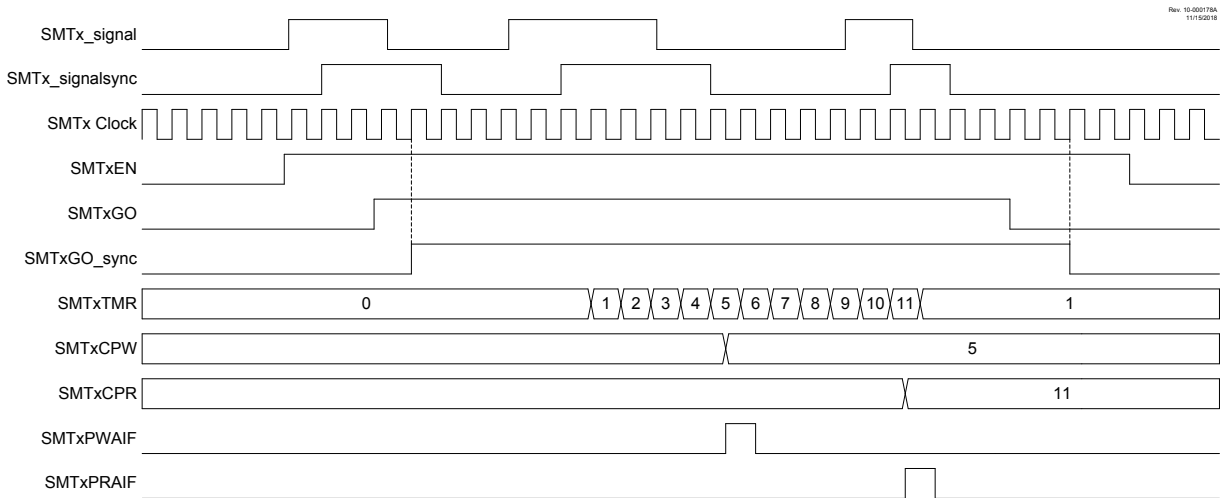 Rev. 10-000178A
11/15/2018
SMTx_signal
SMTx_signalsync
SMTx Clock
SMTxEN
SMTxGO
SMTxGO_sync
SMTxTMR 0 1 2 3 4 5 6 7 8 9 10 11 1
SMTxCPW 5
SMTxCPR 11
SMTxPWAIF
SMTxPRAIF